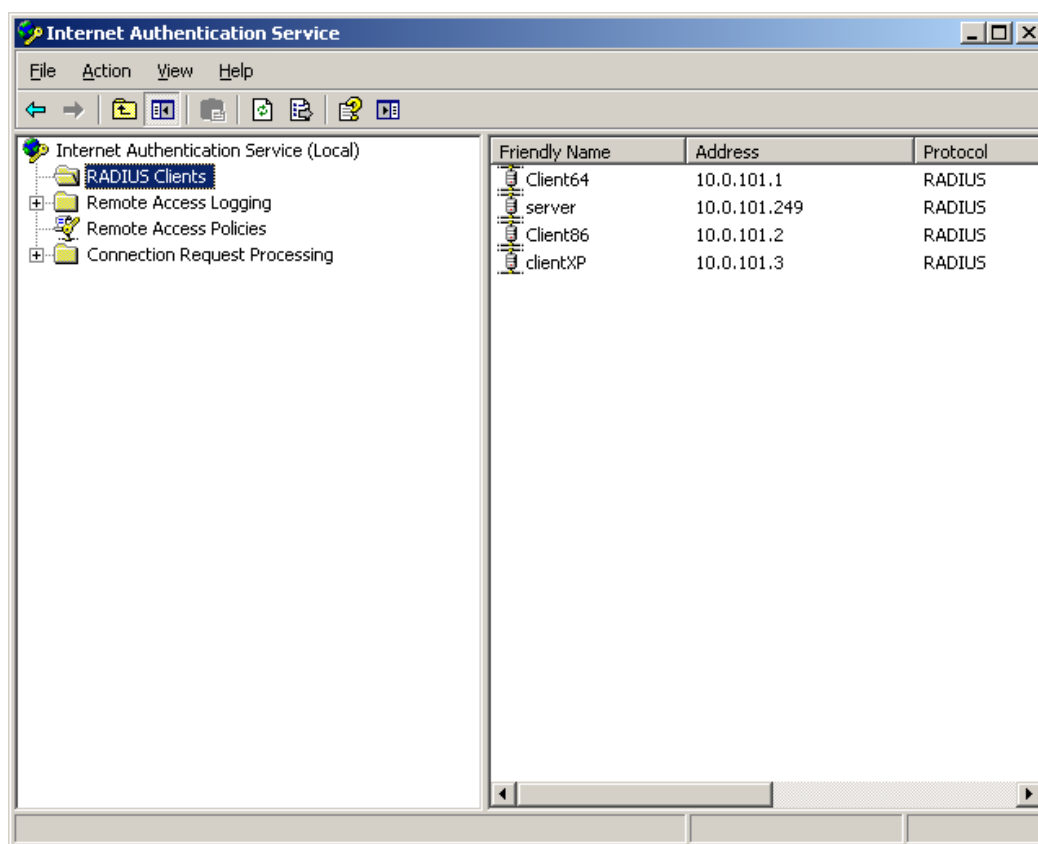 Internet Authentication Service
File Action View Help
Internet Authentication Service (Local)
RADIUS Clients
Remote Access Logging
Remote Access Policies
Connection Request Processing
Friendly Name Address Protocol
Client64 10.0.101.1 RADIUS
server 10.0.101.249 RADIUS
Client86 10.0.101.2 RADIUS
clientXP 10.0.101.3 RADIUS